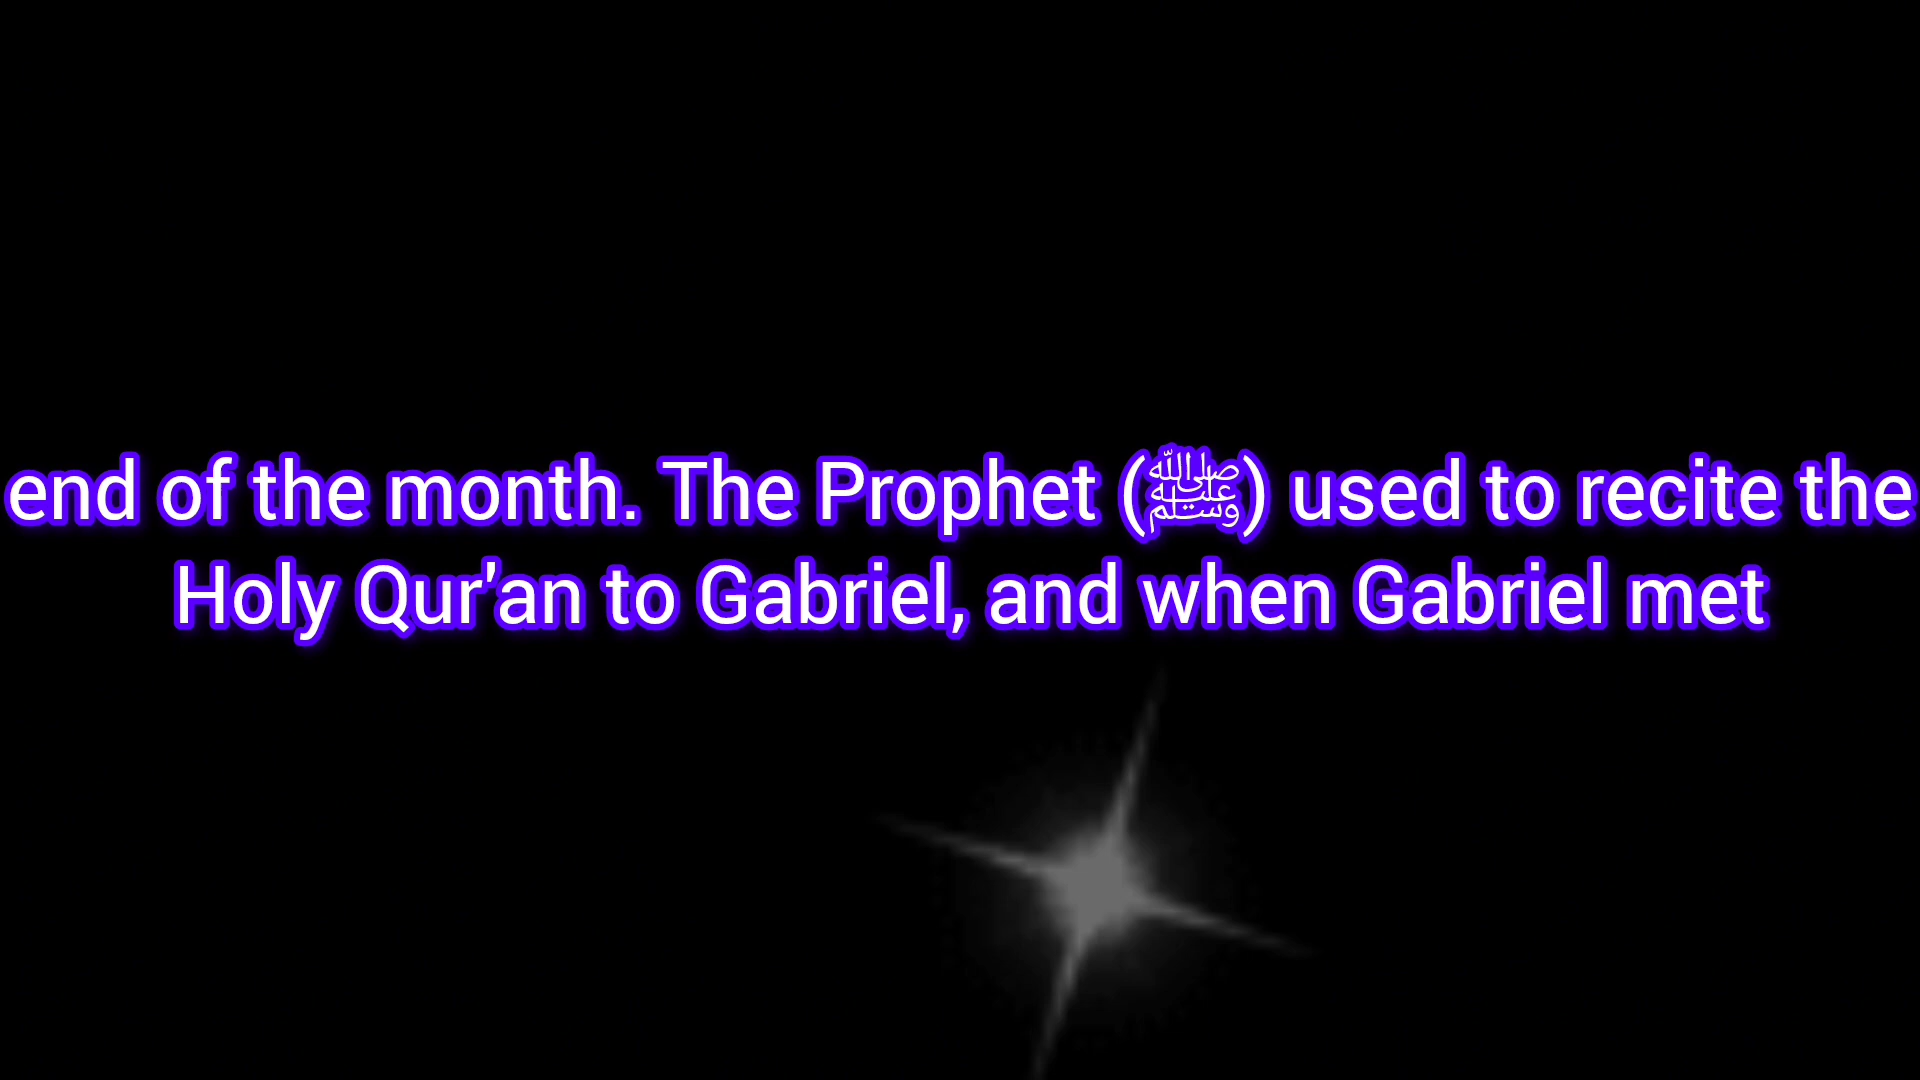 end of the month. The Prophet (ﷺ) used to recite the
Holy Qur'an to Gabriel, and when Gabriel met